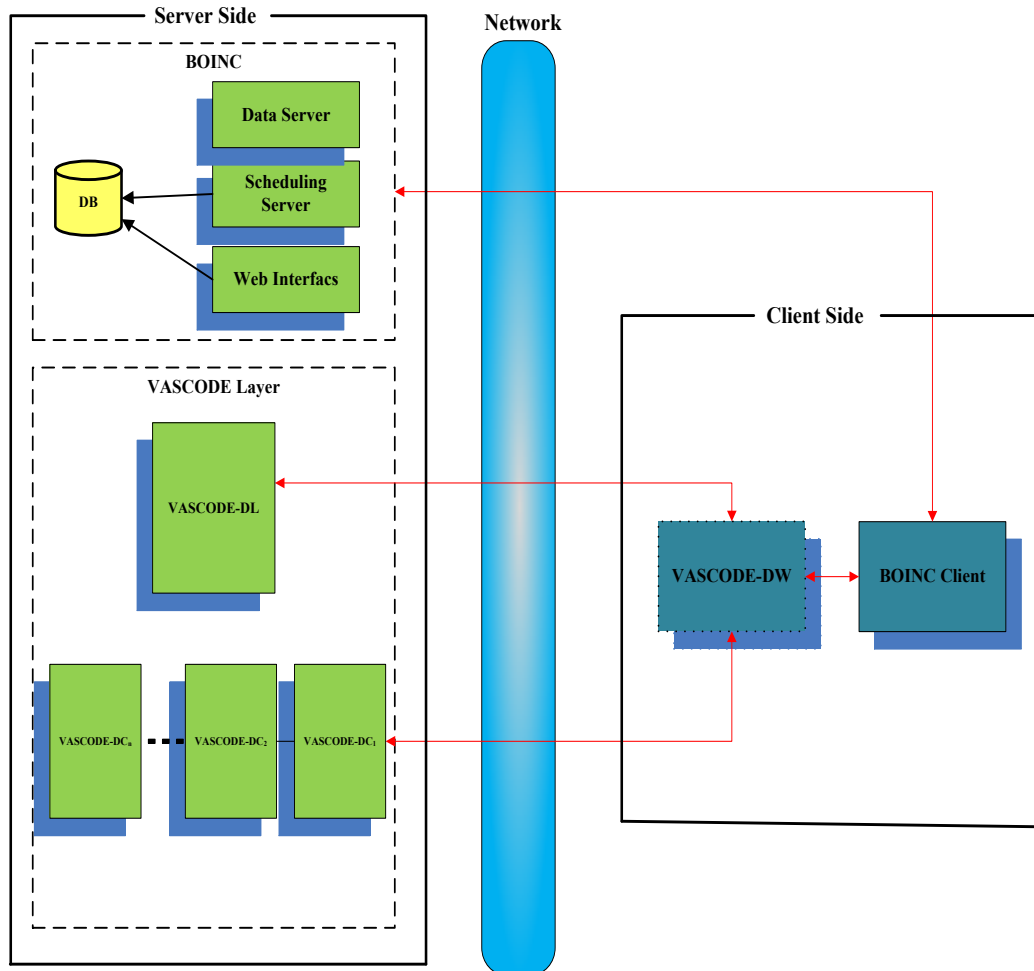 Server Side
Network
BOINC
Data Server
Scheduling
Server
DB
Web Interfacs
Client Side
VASCODE Layer
VASCODE-DL
VASCODE-DW
BOINC Client
VASCODE-DCn
VASCODE-DC2
VASCODE-DC1